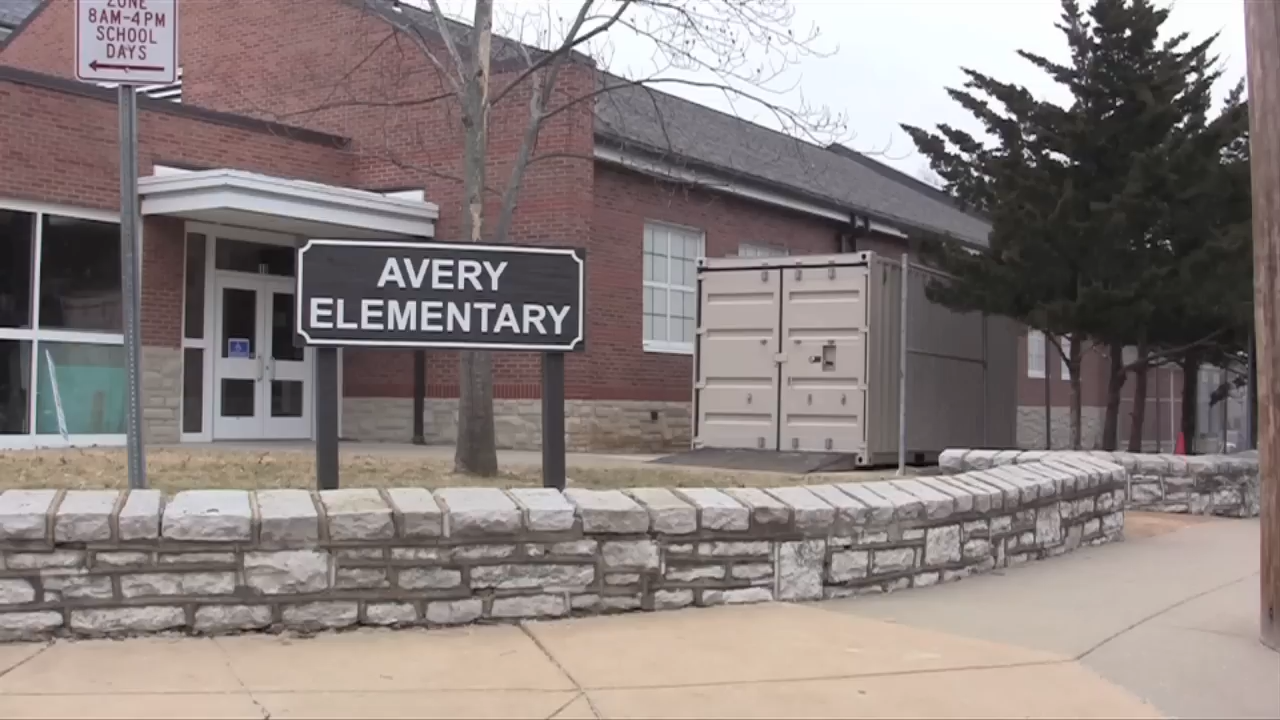 ZONE
8AM-4PM
SCHOOL
DAYS
AVERY
ELEMENTARY